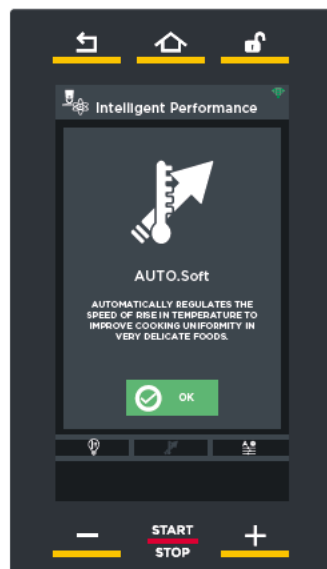 Intelligent Performance
AUTO.Soft
AUTOMATICALLY REGULATES THE
SPEED OF RISE IN TEMPERATURE TO
IMPROVE COOKING UNIFORMITY IN
VERY DELICATE FOODS.
OK
START
STOP